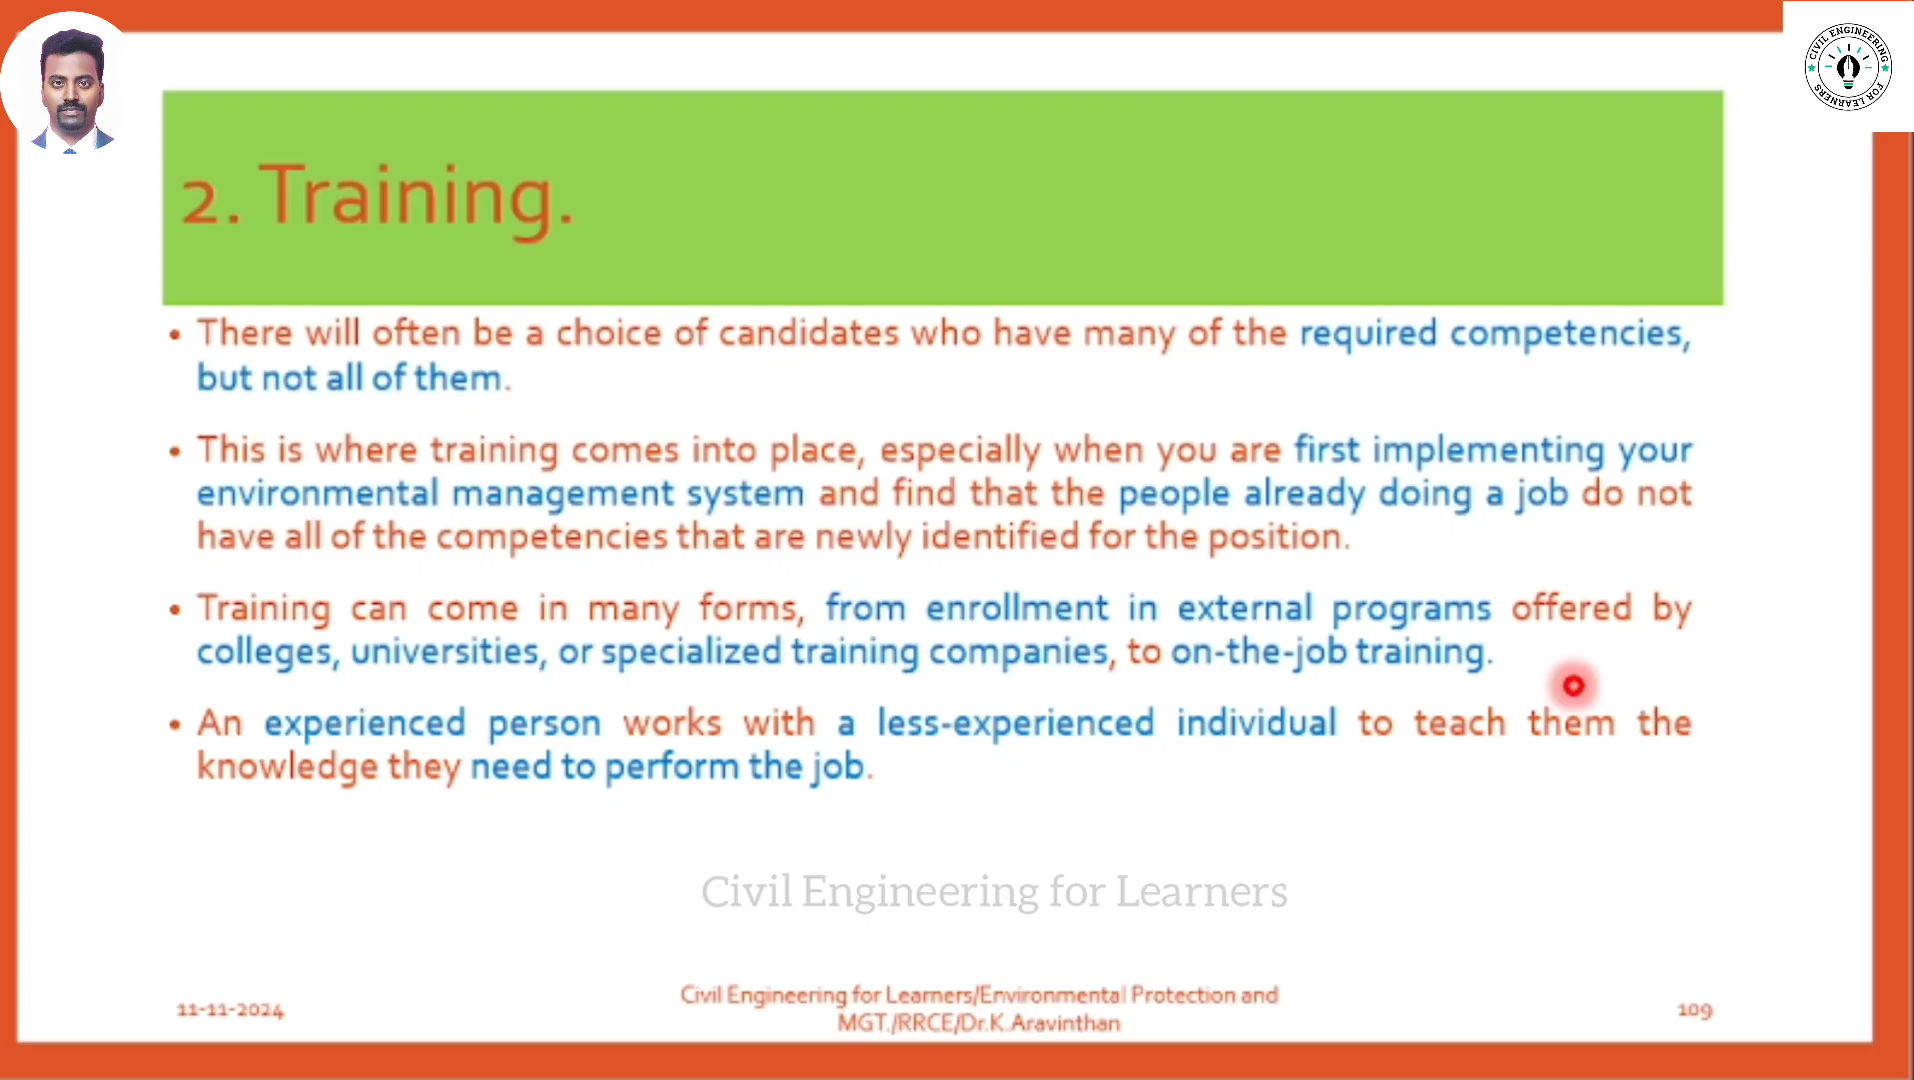 CIVIL ENGINEERING
FOR LEARNERS
2. Training.
• There will often be a choice of candidates who have many of the required competencies,
but not all of them.
• This is where training comes into place, especially when you are first implementing your
environmental management system and find that the people already doing a job do not
have all of the competencies that are newly identified for the position.
• Training can come in many forms, from enrollment in external programs offered by
colleges, universities, or specialized training companies, to on-the-job training.
• An experienced person works with a less-experienced individual to teach them the
knowledge they need to perform the job.
Civil Engineering for Learners
11-11-2024
Civil Engineering for Learners/Environmental Protection and
MGT./RRCE/Dr.K.Aravinthan
109